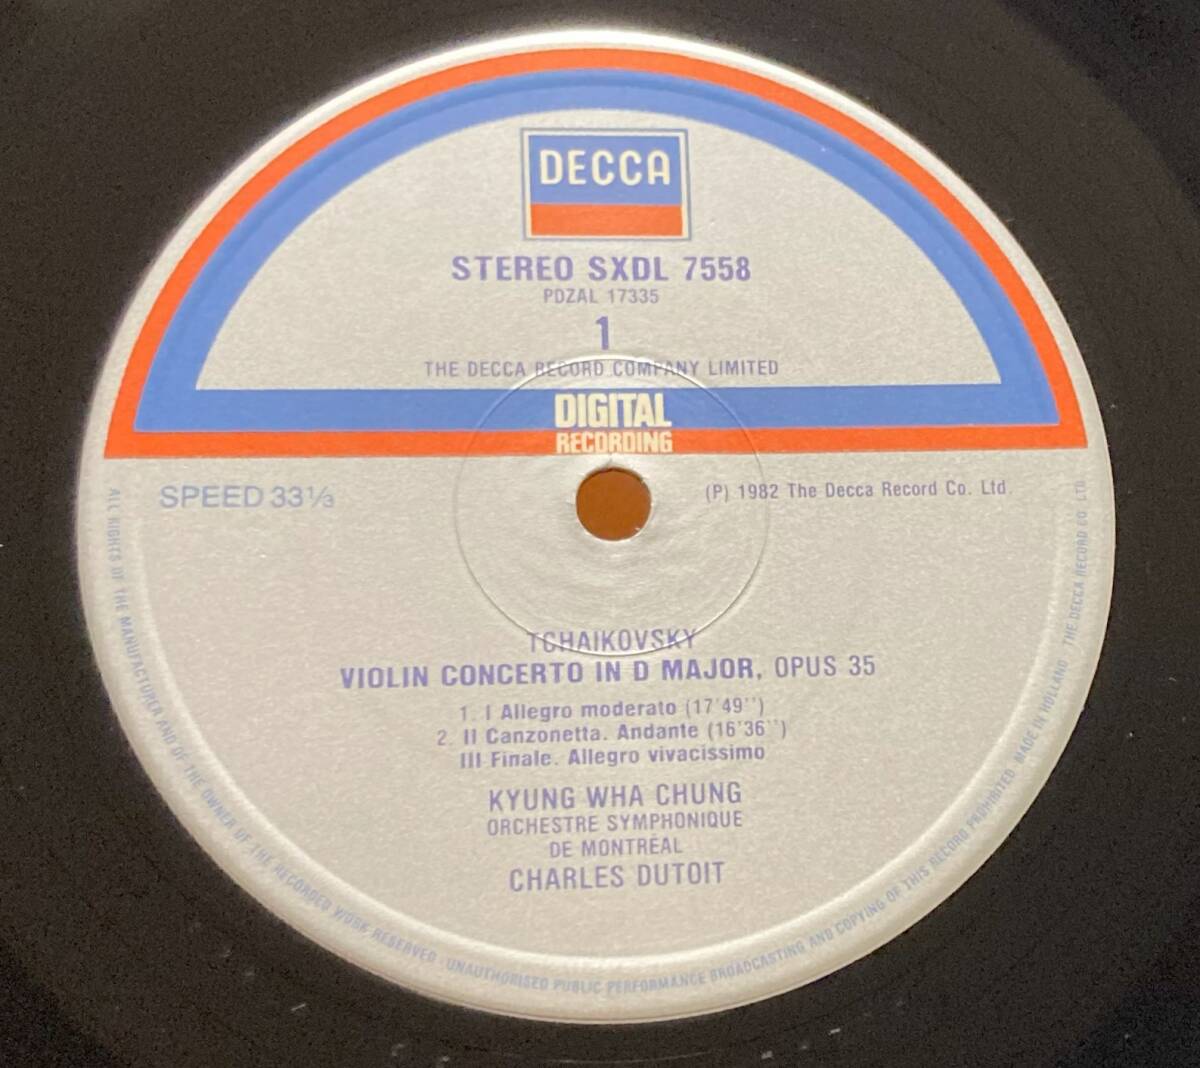 DECCA
STEREO SXDL 7558
PDZAL 17335
1
THE DECCA RECORD COMPANY LIMITED
DIGITAL
RECORDING
SPEED 33⅓
(P) 1982 The Decca Record Co. Ltd.
TCHAIKOVSKY
VIOLIN CONCERTO IN D MAJOR, OPUS 35
1. I Allegro moderato (17'49'')
2. II Canzonetta. Andante (16'36'')
III Finale. Allegro vivacissimo
KYUNG WHA CHUNG
ORCHESTRE SYMPHONIQUE
DE MONTRÉAL
CHARLES DUTOIT
ALL RIGHTS OF THE MANUFACTURER AND OF THE OWNER OF THE RECORDED WORK RESERVED. UNAUTHORISED PUBLIC PERFORMANCE BROADCASTING AND COPYING OF THIS RECORD PROHIBITED. MADE IN HOLLAND THE DECCA RECORD CO. LTD.